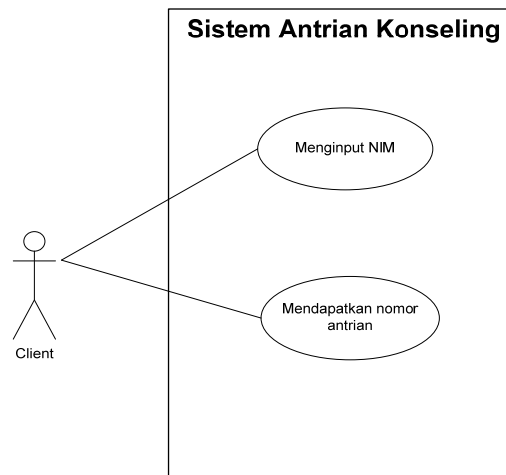 Sistem Antrian Konseling
Menginput NIM
Mendapatkan nomor
antrian
Client